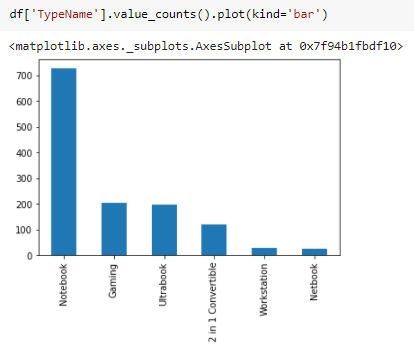 df['TypeName'].value_counts().plot(kind='bar')
<matplotlib.axes._subplots.AxesSubplot at 0x7f94b1fbdf10>
700
600
500
400
300
200
100
0
Notebook
Gaming
Ultrabook
2 in 1 Convertible
Workstation
Netbook